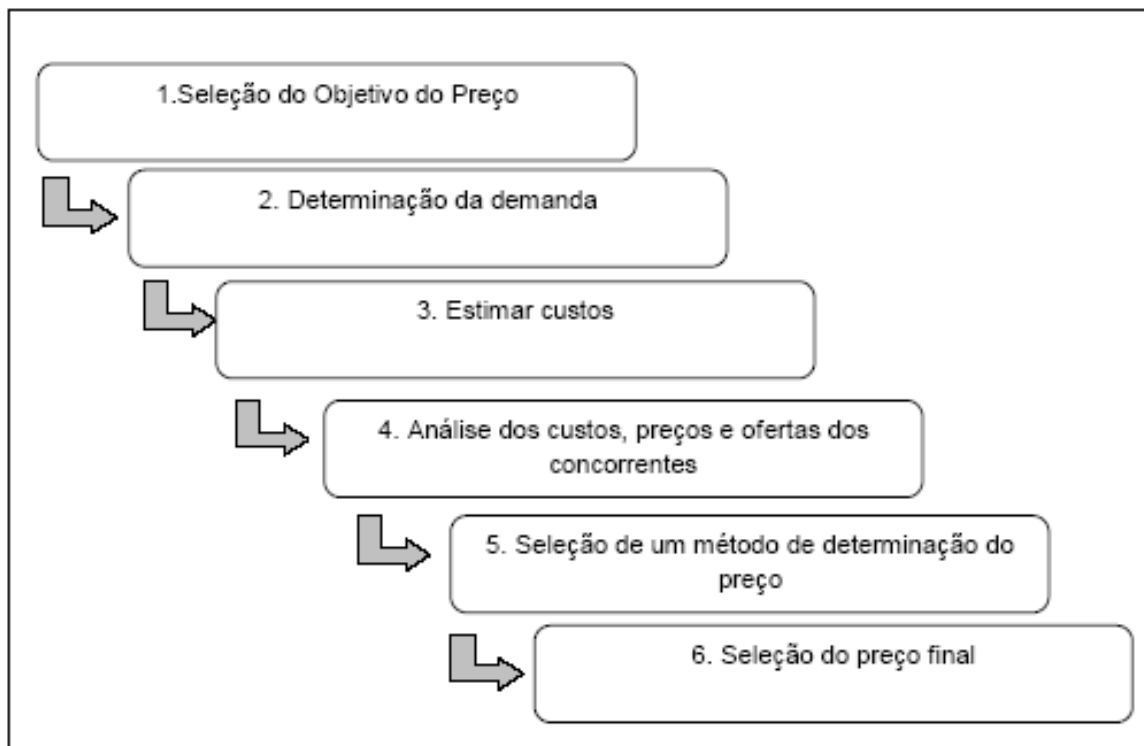 1.Seleção do Objetivo do Preço
2. Determinação da demanda
3. Estimar custos
4. Análise dos custos, preços e ofertas dos
concorrentes
5. Seleção de um método de determinação do
preço
6. Seleção do preço final